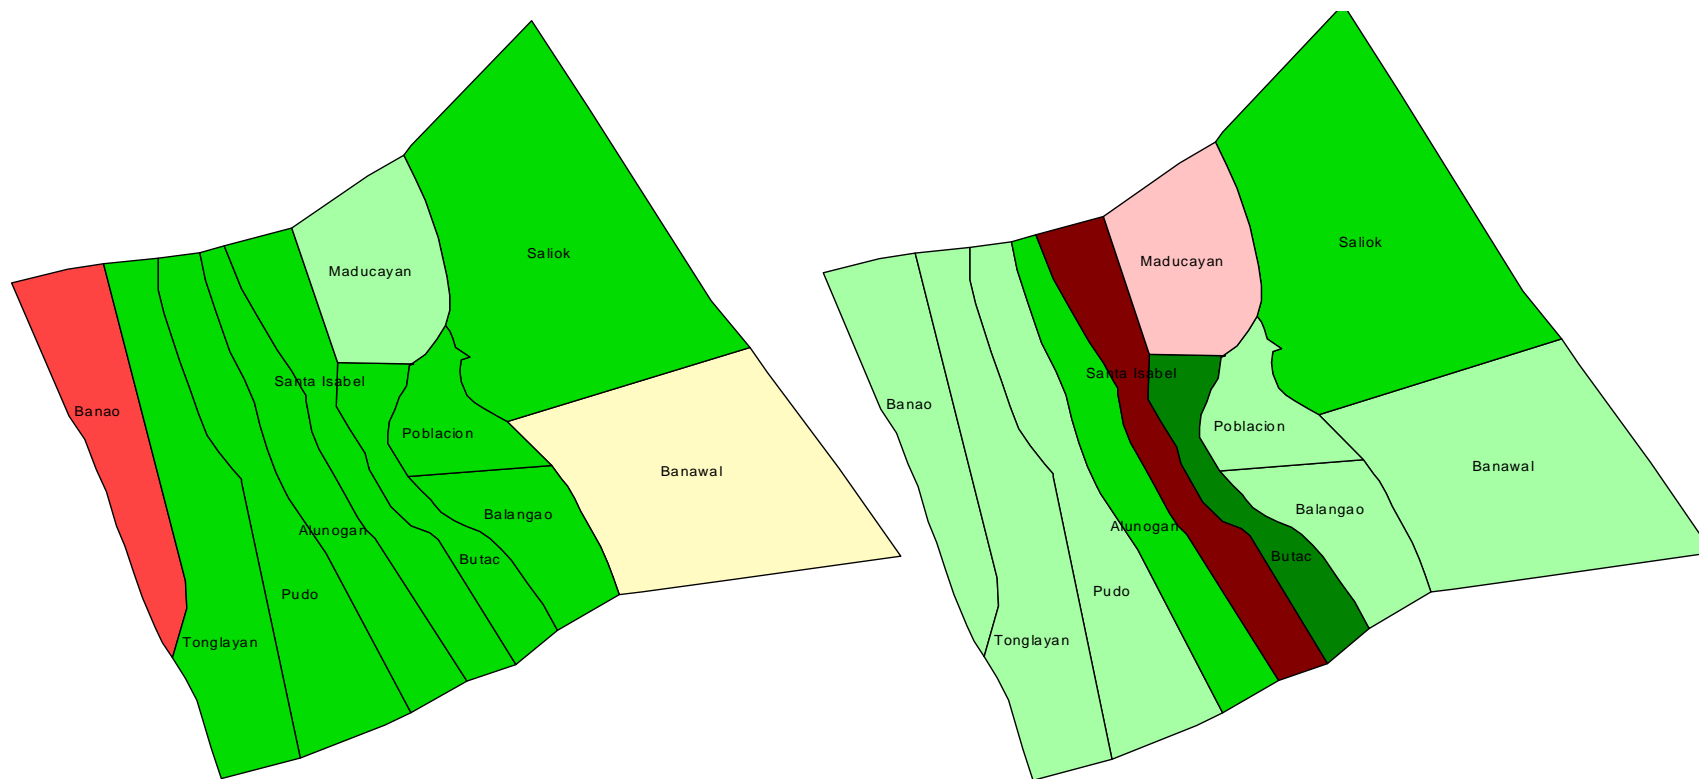 Saliok
Maducayan
Santa Isabel
Banao
Poblacion
Banawal
Balangao
Alunogan
Butac
Pudo
Tonglayan
Saliok
Maducayan
Santa Isabel
Banao
Poblacion
Banawal
Balangao
Alunogan
Butac
Pudo
Tonglayan